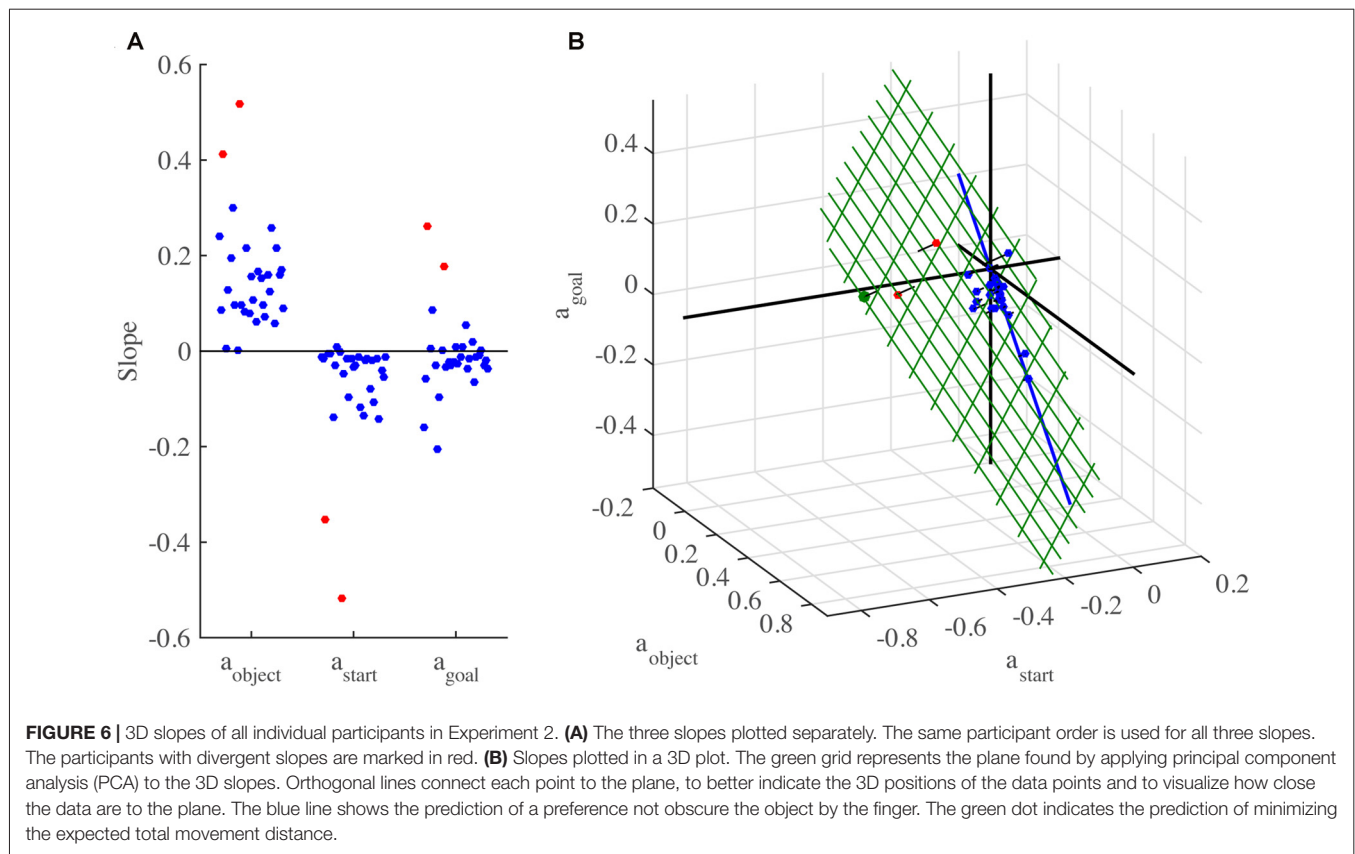 A
B
0.6
0.4
0.2
0
-0.2
-0.4
-0.6
Slope
a object
a start
a goal
0.4
0.2
0
-0.2
-0.4
a goal
-0.2
0
0.2
0.4
0.6
0.8
a object
-0.8
-0.6
-0.4
-0.2
0
0.2
a start
FIGURE 6 | 3D slopes of all individual participants in Experiment 2. (A) The three slopes plotted separately. The same participant order is used for all three slopes.
The participants with divergent slopes are marked in red. (B) Slopes plotted in a 3D plot. The green grid represents the plane found by applying principal component
analysis (PCA) to the 3D slopes. Orthogonal lines connect each point to the plane, to better indicate the 3D positions of the data points and to visualize how close
the data are to the plane. The blue line shows the prediction of a preference not obscure the object by the finger. The green dot indicates the prediction of minimizing
the expected total movement distance.